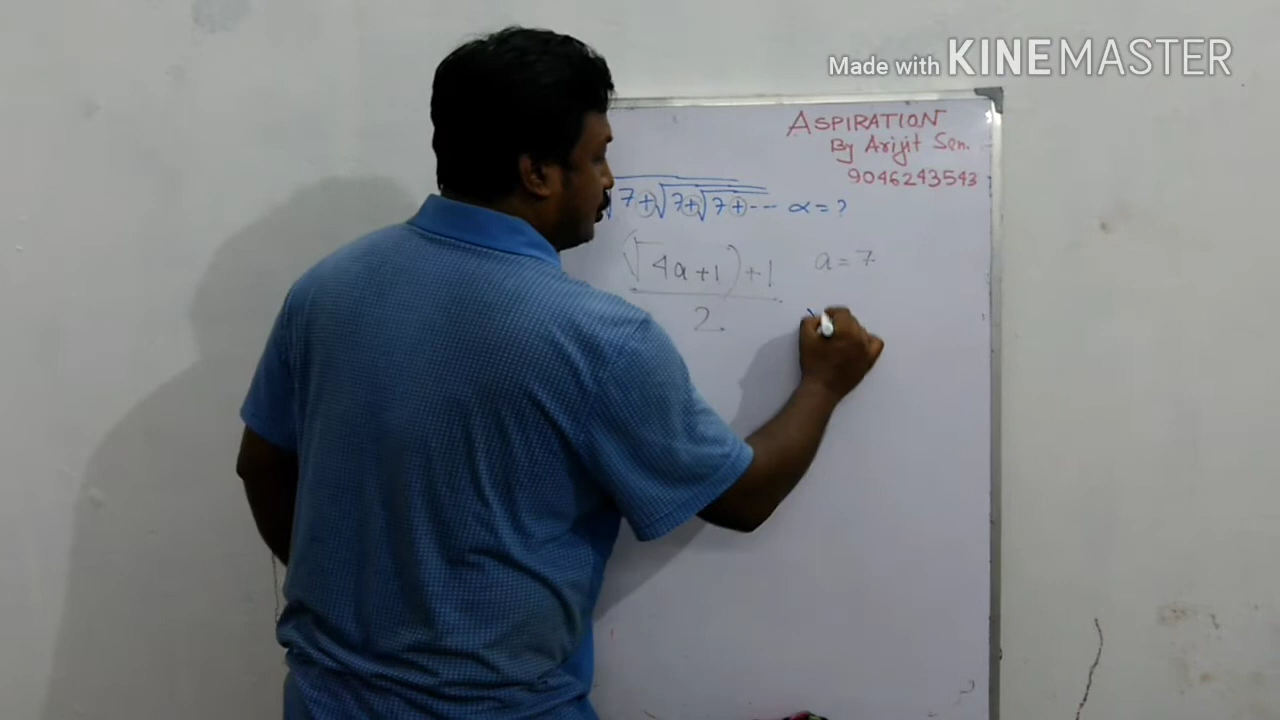 Made with KINEMASTER
ASPIRATION
By Arijit Sen.
9046243543
√7+√7+√7+--- α=?
(√4a+1)+1
2
a=7